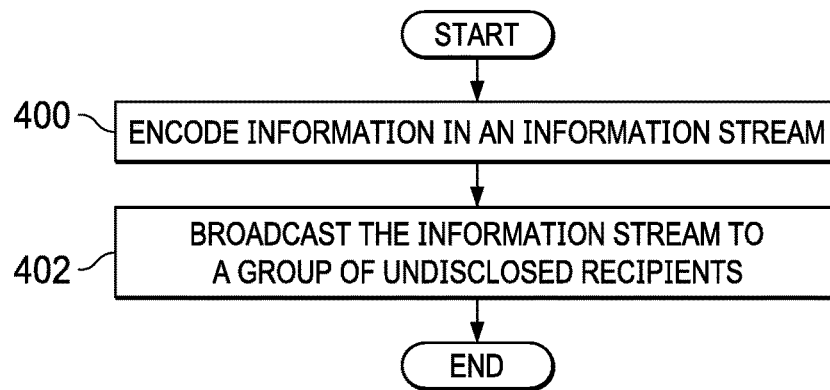 START
400
ENCODE INFORMATION IN AN INFORMATION STREAM
402
BROADCAST THE INFORMATION STREAM TO
A GROUP OF UNDISCLOSED RECIPIENTS
END